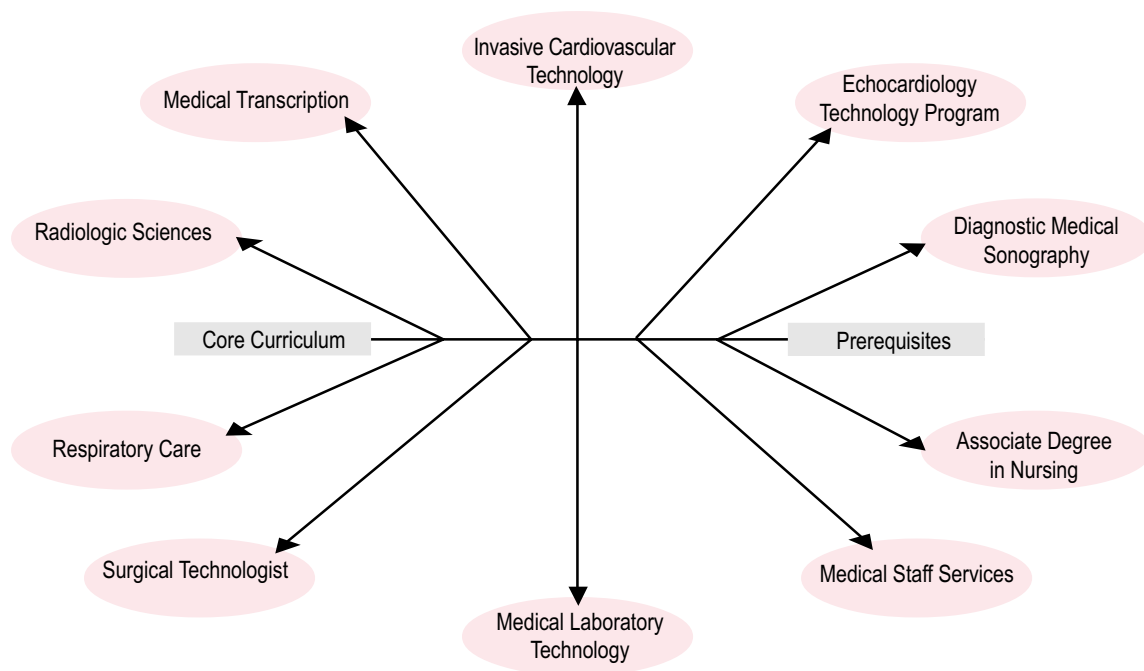 Invasive Cardiovascular
Technology
Medical Transcription
Echocardiology
Technology Program
Radiologic Sciences
Diagnostic Medical
Sonography
Core Curriculum
Prerequisites
Respiratory Care
Associate Degree
in Nursing
Surgical Technologist
Medical Staff Services
Medical Laboratory
Technology